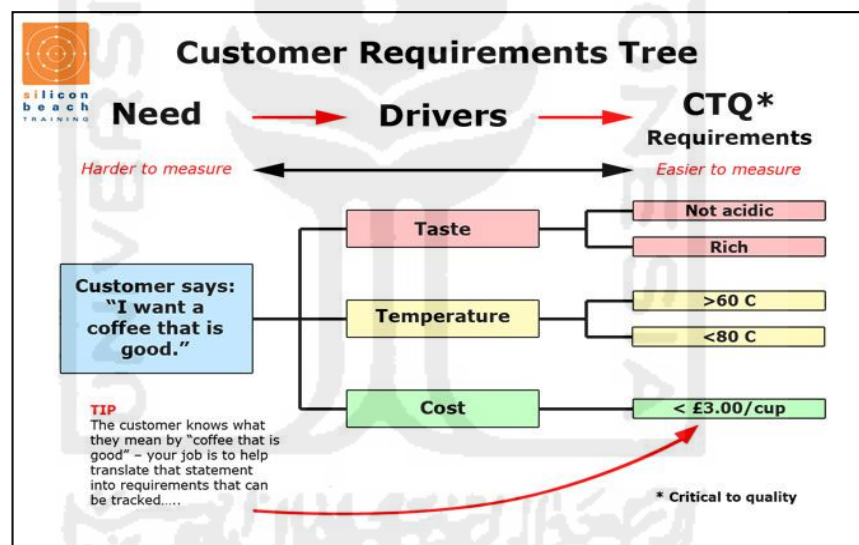 silicon
beach
TRAINING
Customer Requirements Tree
Need
Drivers
CTQ*
Requirements
Harder to measure
Easier to measure
Customer says:
"I want a
coffee that is
good."
Taste
Not acidic
Rich
Temperature
>60 C
<80 C
Cost
< £3.00/cup
TIP
The customer knows what
they mean by "coffee that is
good" – your job is to help
translate that statement
into requirements that can
be tracked.....
* Critical to quality